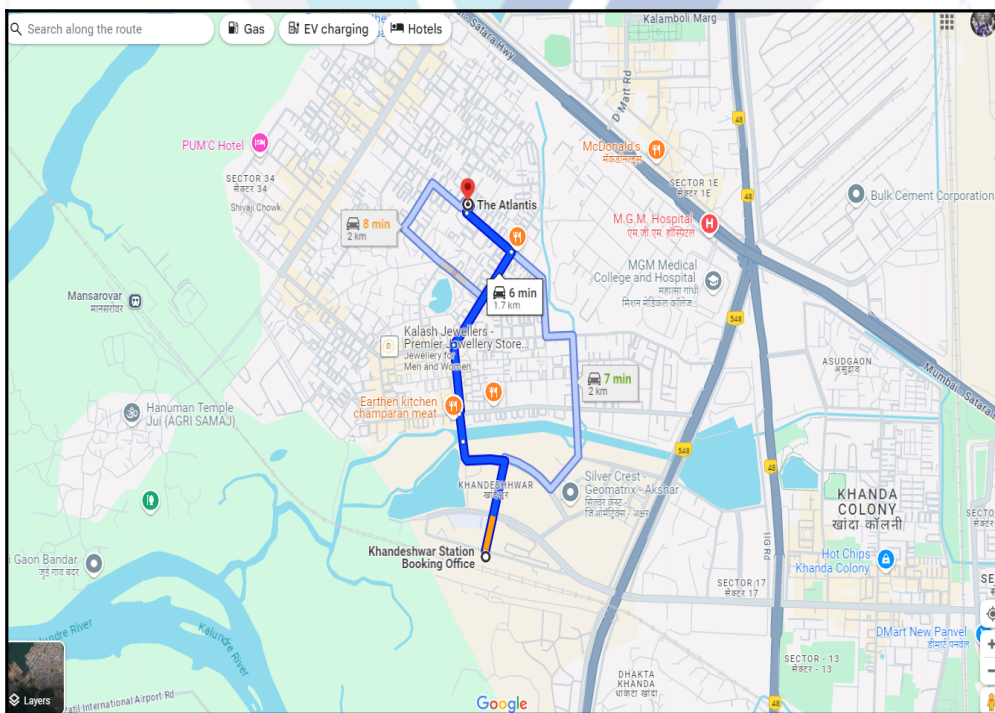 Search along the route
Gas
EV charging
Hotels
Kalamboli Marg
- Satara Hwy
D Mart Rd
48
PUM'C Hotel
McDonald's
मॅकडोनाल्ड्स
SECTOR 34
सेक्टर 34
SECTOR 1E
सेक्टर 1E
Bulk Cement Corporation
48
Shivaji Chowk
The Atlantis
M.G.M. Hospital
एम.जी.एम. हॉस्पिटल
8 min
2 km
MGM Medical
College and Hospital
महात्मा गांधी
मिशन मेडिकल कॉलेज...
6 min
1.7 km
Mansarovar
मानसरोवर
548
Kalash Jewellers -
Premier Jewellery Store...
Jewellery for
Men and Women
ASUDGAON
असुडगाव
Mumbai - Satara
7 min
2 km
Earthen kitchen
champaran meat
Hanuman Temple
Jui (AGRI SAMAJ)
548
48
KHANDESHWAR
Silver Crest -
Geomatrix - Akshar
सिल्वर क्रेस्ट -
जिओमॅट्रिक्स - अक्षर
KHANDA
COLONY
खांदा कॉलनी
Khandeshwar Station
Booking Office
i Gaon Bandar
जुई गाव बंदर
IIG Rd
Hot Chips
Khanda Colony
SECTOR 17
सेक्टर 17
Kalundre River
DMart New Panvel
डीमार्ट पनवेल
SECTOR - 13
सेक्टर - 13
DHAKTA
KHANDA
धाकटा खांदा
Layers
Patil International Airport Rd
Google
48